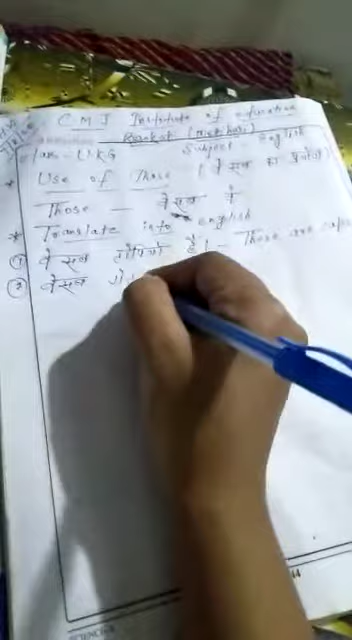 C M J Institute of education
Class - UKG Subject - English
* Use of Those ( वे सब का प्रयोग )
Those - वे सब
* Translate into english
① वे सब टोपियाँ हैं। - Those are
② वे सब